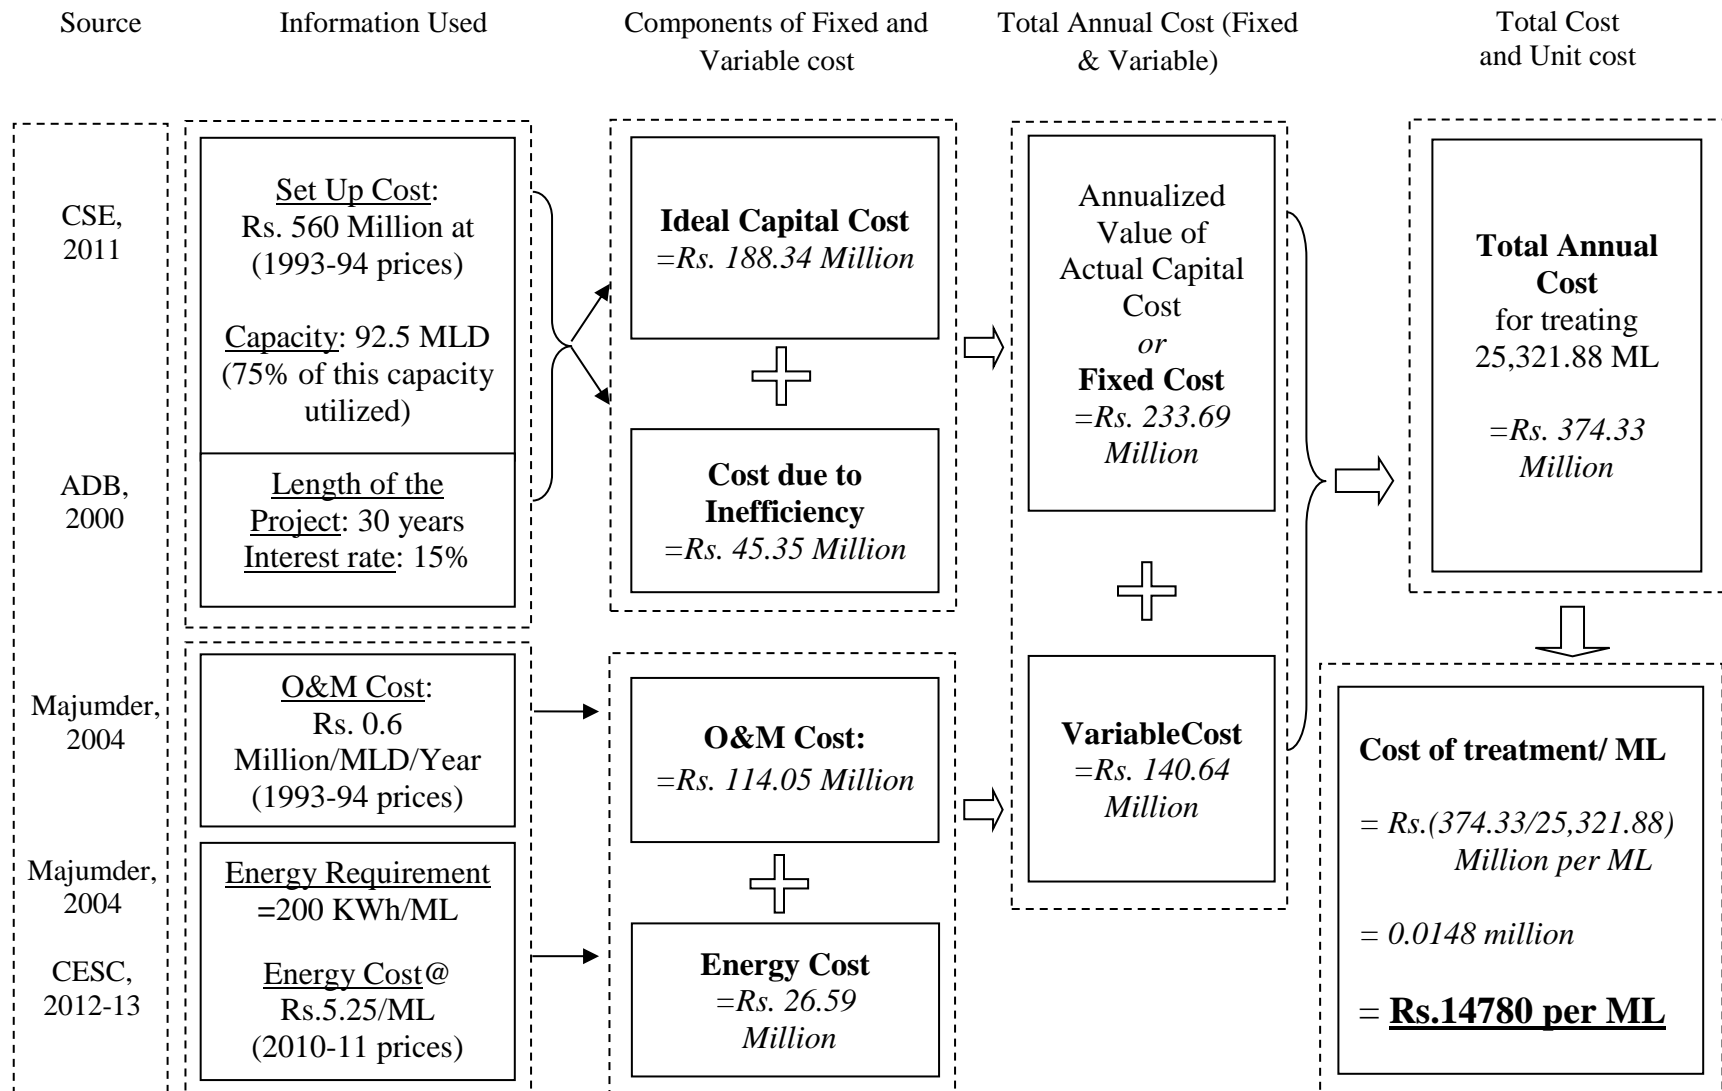 Source
Information Used
Components of Fixed and
Variable cost
Total Annual Cost (Fixed
& Variable)
Total Cost
and Unit cost
CSE,
2011
ADB,
2000
Majumder,
2004
Majumder,
2004
CESC,
2012-13
Set Up Cost:
Rs. 560 Million at
(1993-94 prices)
Capacity: 92.5 MLD
(75% of this capacity
utilized)
Length of the
Project: 30 years
Interest rate: 15%
O&M Cost:
Rs. 0.6
Million/MLD/Year
(1993-94 prices)
Energy Requirement
=200 KWh/ML
Energy Cost@
Rs.5.25/ML
(2010-11 prices)
Ideal Capital Cost
=Rs. 188.34 Million
Cost due to
Inefficiency
=Rs. 45.35 Million
O&M Cost:
=Rs. 114.05 Million
Energy Cost
=Rs. 26.59
Million
Annualized
Value of
Actual Capital
Cost
or
Fixed Cost
=Rs. 233.69
Million
VariableCost
=Rs. 140.64
Million
Total Annual
Cost
for treating
25,321.88 ML
=Rs. 374.33
Million
Cost of treatment/ ML
= Rs.(374.33/25,321.88)
Million per ML
= 0.0148 million
= Rs.14780 per ML